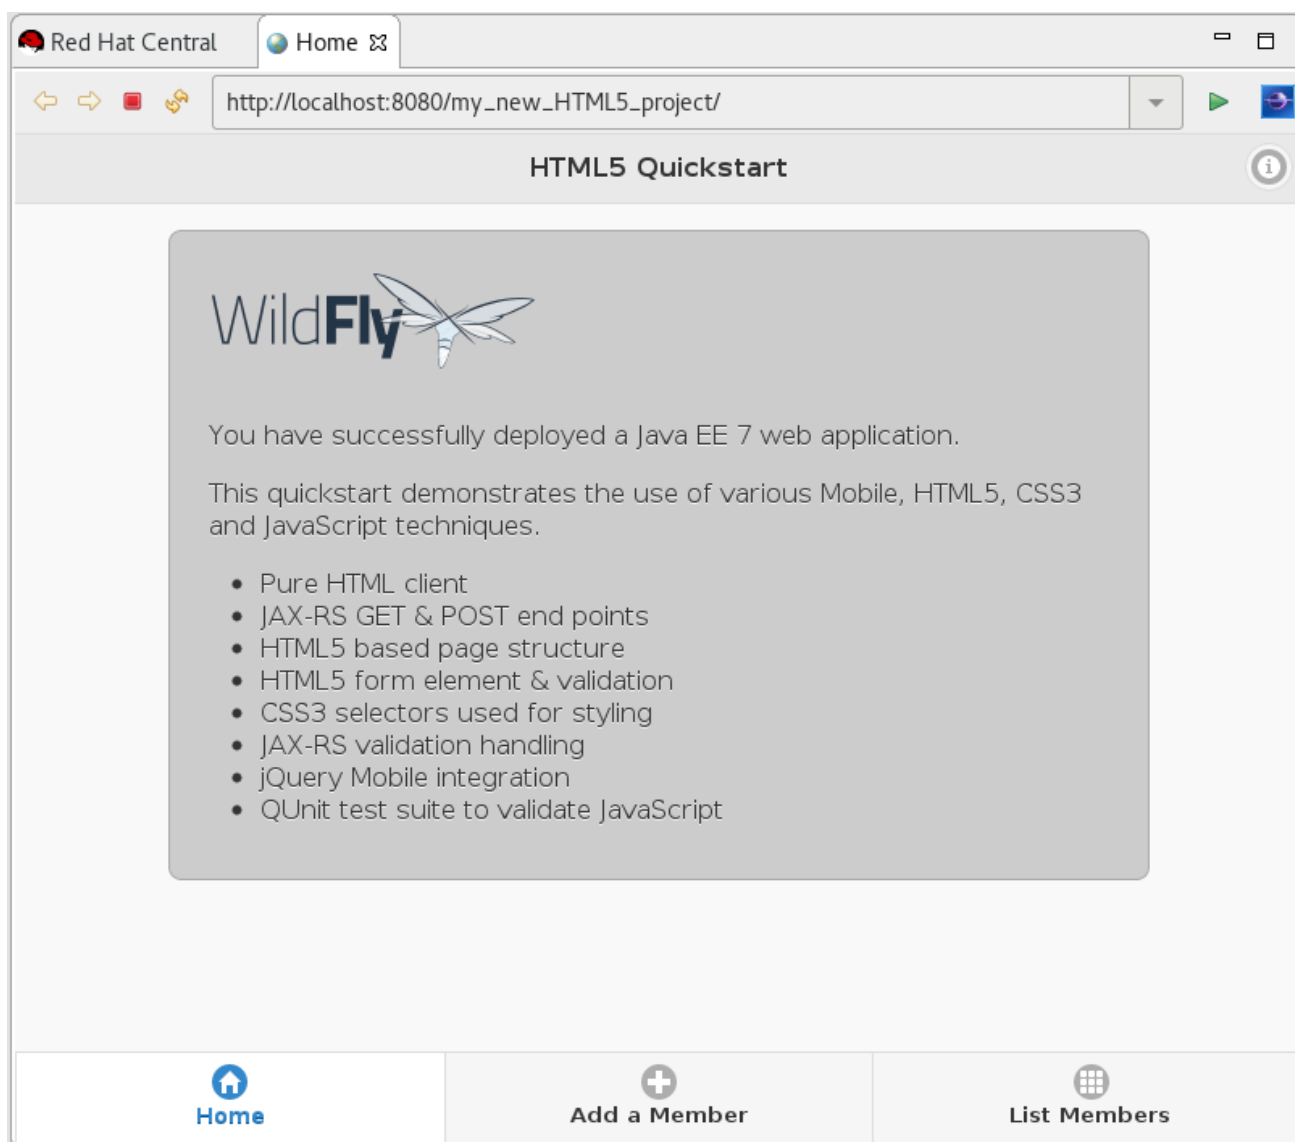 Red Hat Central
Home
http://localhost:8080/my_new_HTML5_project/
HTML5 Quickstart
WildFly
You have successfully deployed a Java EE 7 web application.
This quickstart demonstrates the use of various Mobile, HTML5, CSS3
and JavaScript techniques.
• Pure HTML client
• JAX-RS GET & POST end points
• HTML5 based page structure
• HTML5 form element & validation
• CSS3 selectors used for styling
• JAX-RS validation handling
• jQuery Mobile integration
• QUnit test suite to validate JavaScript
Home
Add a Member
List Members